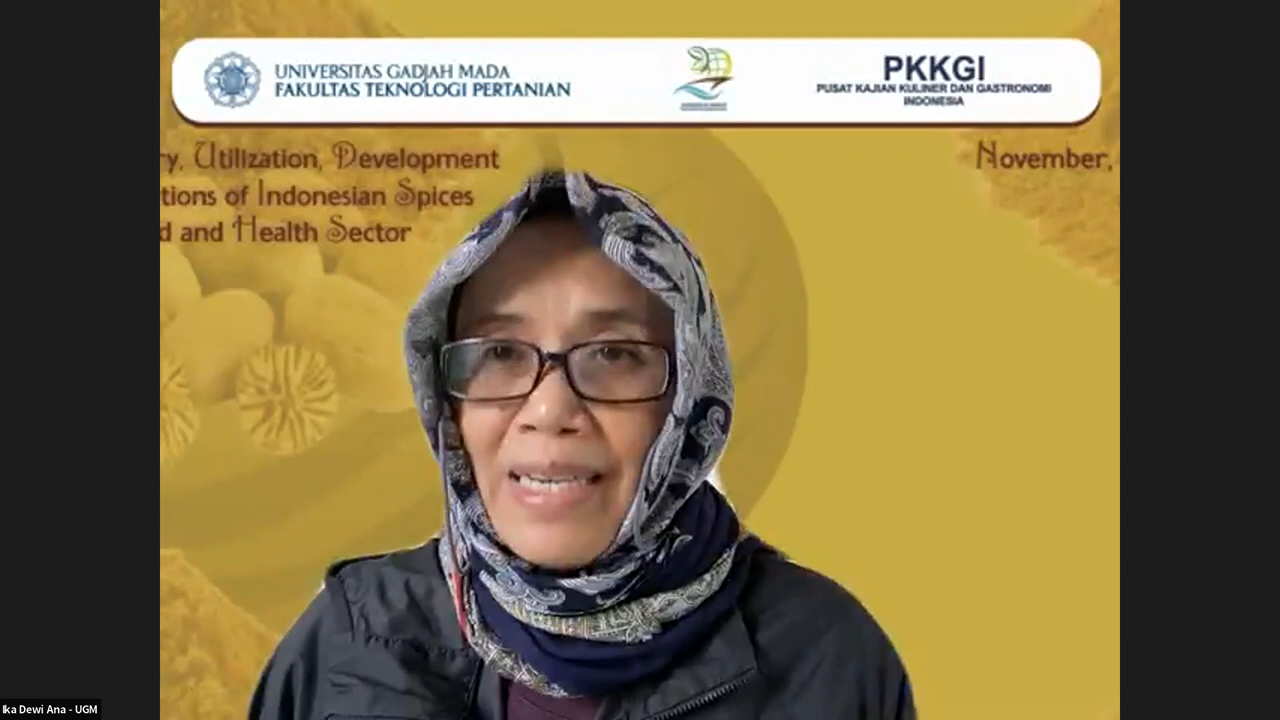 UNIVERSITAS GADJAH MADA
FAKULTAS TEKNOLOGI PERTANIAN
PKKGI
PUSAT KAJIAN KULINER DAN GASTRONOMI
INDONESIA
ry, Utilization, Development
tions of Indonesian Spices
d and Health Sector
November,
Ika Dewi Ana - UGM